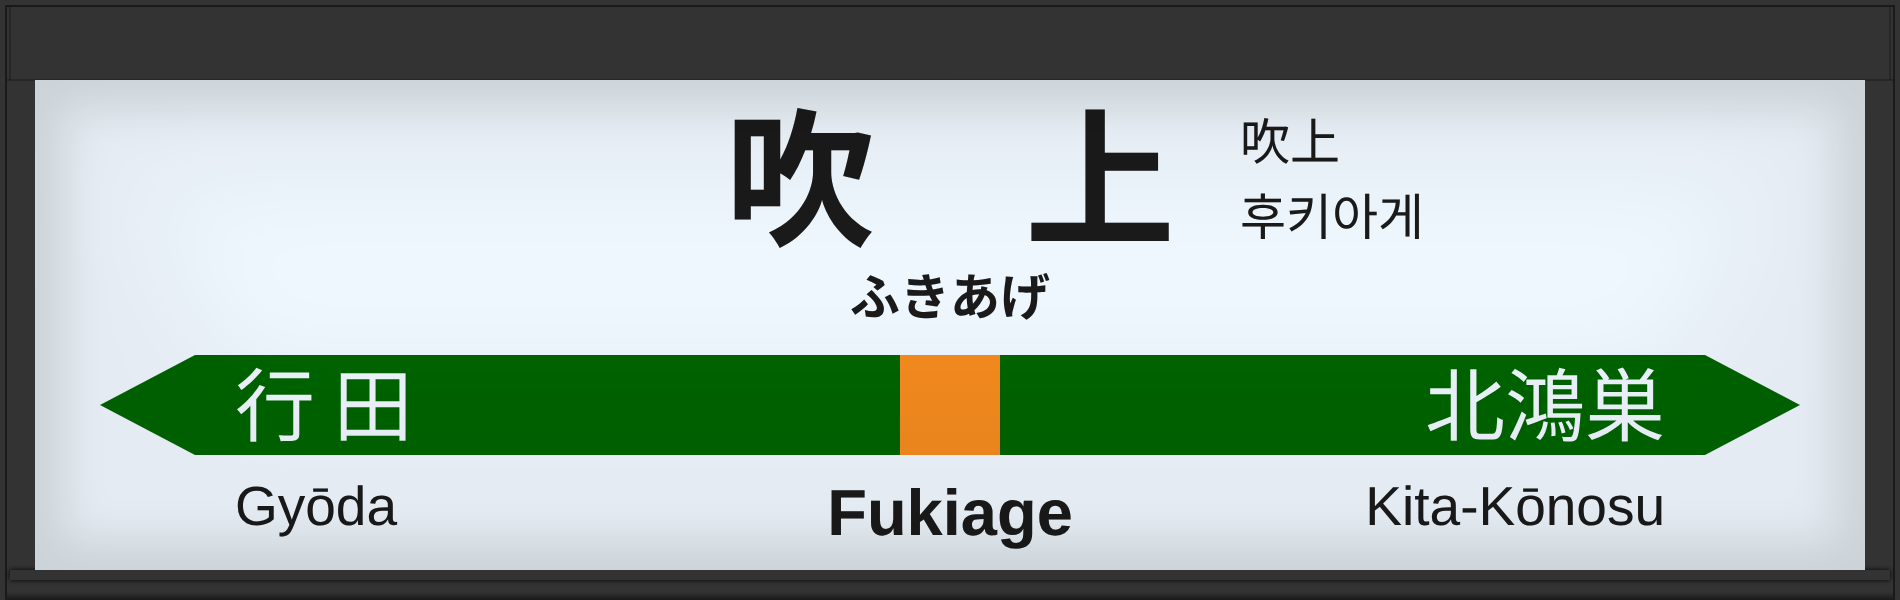 吹 上
吹上
후키아게
ふきあげ
行 田
北鴻巣
Gyōda
Fukiage
Kita-Kōnosu